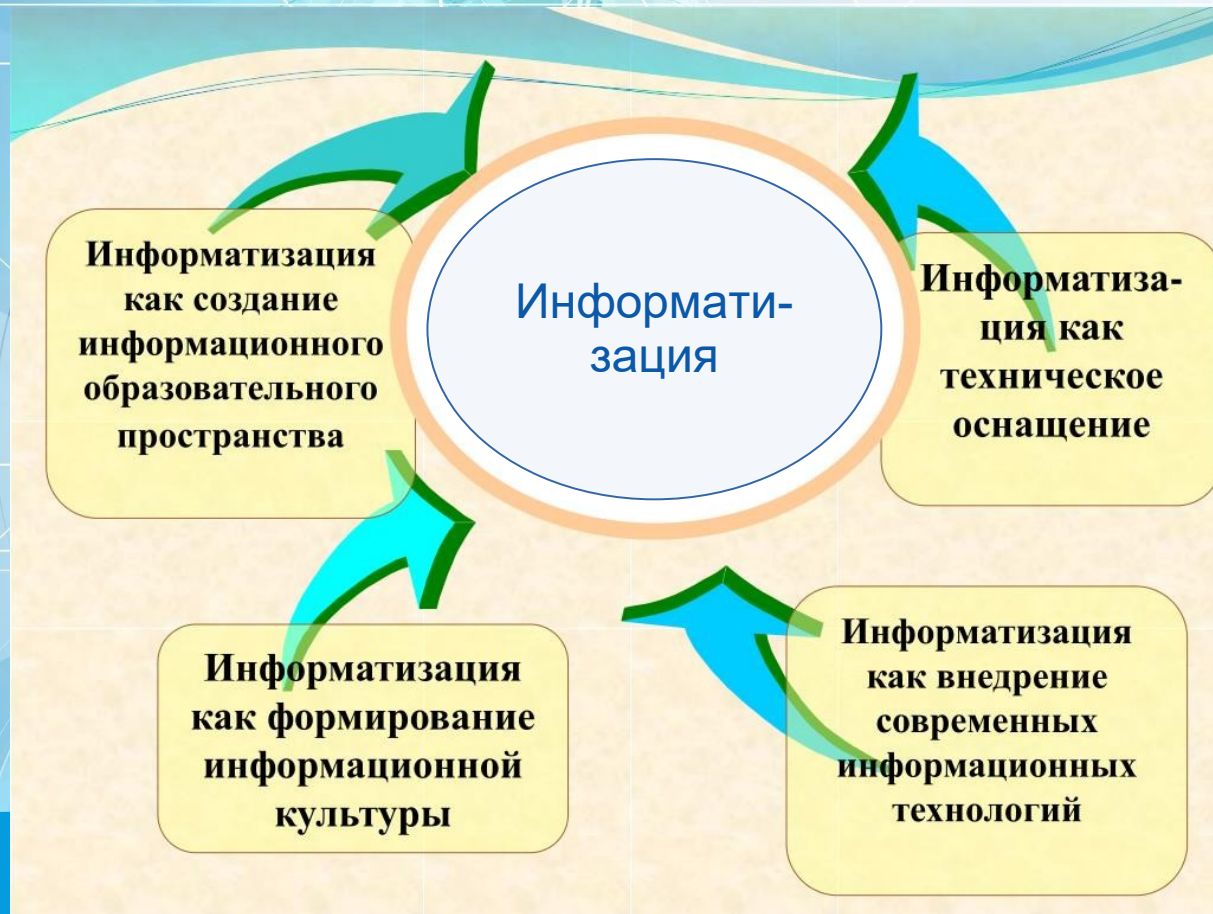 Информатизация
как создание
информационного
образовательного
пространства
Информати-
зация
Информатиза-
ция как
техническое
оснащение
Информатизация
как формирование
информационной
культуры
Информатизация
как внедрение
современных
информационных
технологий